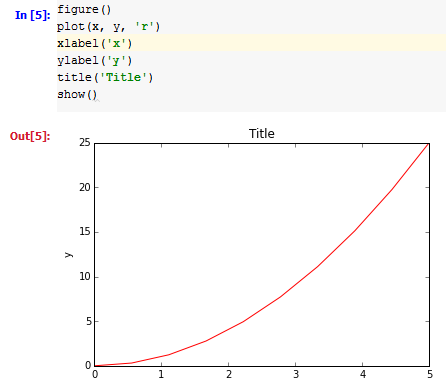 In [5]: figure()
plot(x, y, 'r')
xlabel('x')
ylabel('y')
title('Title')
show()
Out[5]:
Title
25
20
15
10
5
0
y
0 1 2 3 4 5